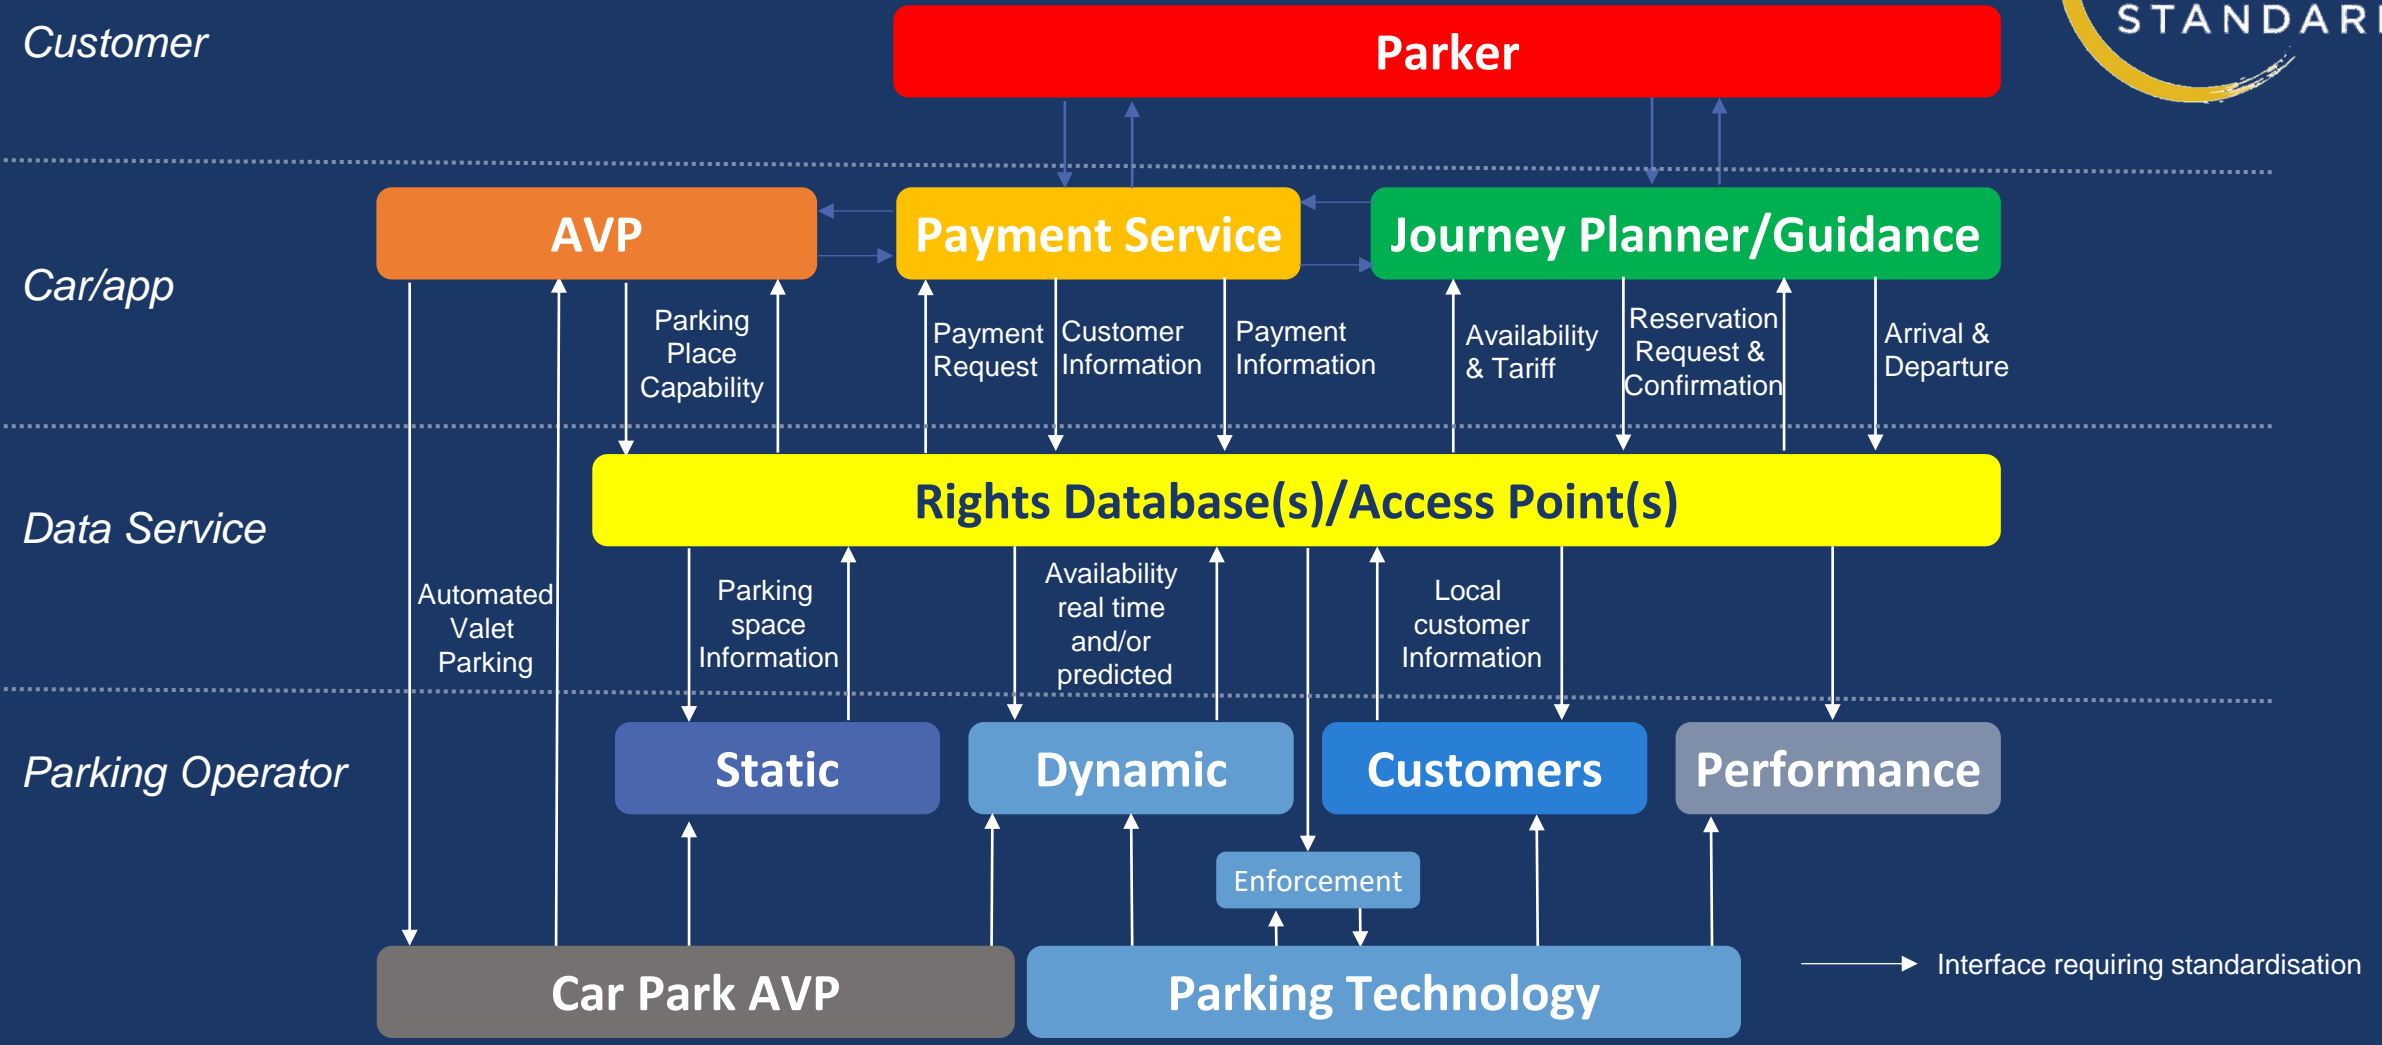 Customer
Parker
STANDAR
Car/app
AVP
Payment Service
Journey Planner/Guidance
Parking
Place
Capability
Payment
Request
Customer
Information
Payment
Information
Availability
& Tariff
Reservation
Request &
Confirmation
Arrival &
Departure
Data Service
Rights Database(s)/Access Point(s)
Automated
Valet
Parking
Parking
space
Information
Availability
real time
and/or
predicted
Local
customer
Information
Parking Operator
Static
Dynamic
Customers
Performance
Enforcement
Car Park AVP
Parking Technology
Interface requiring standardisation